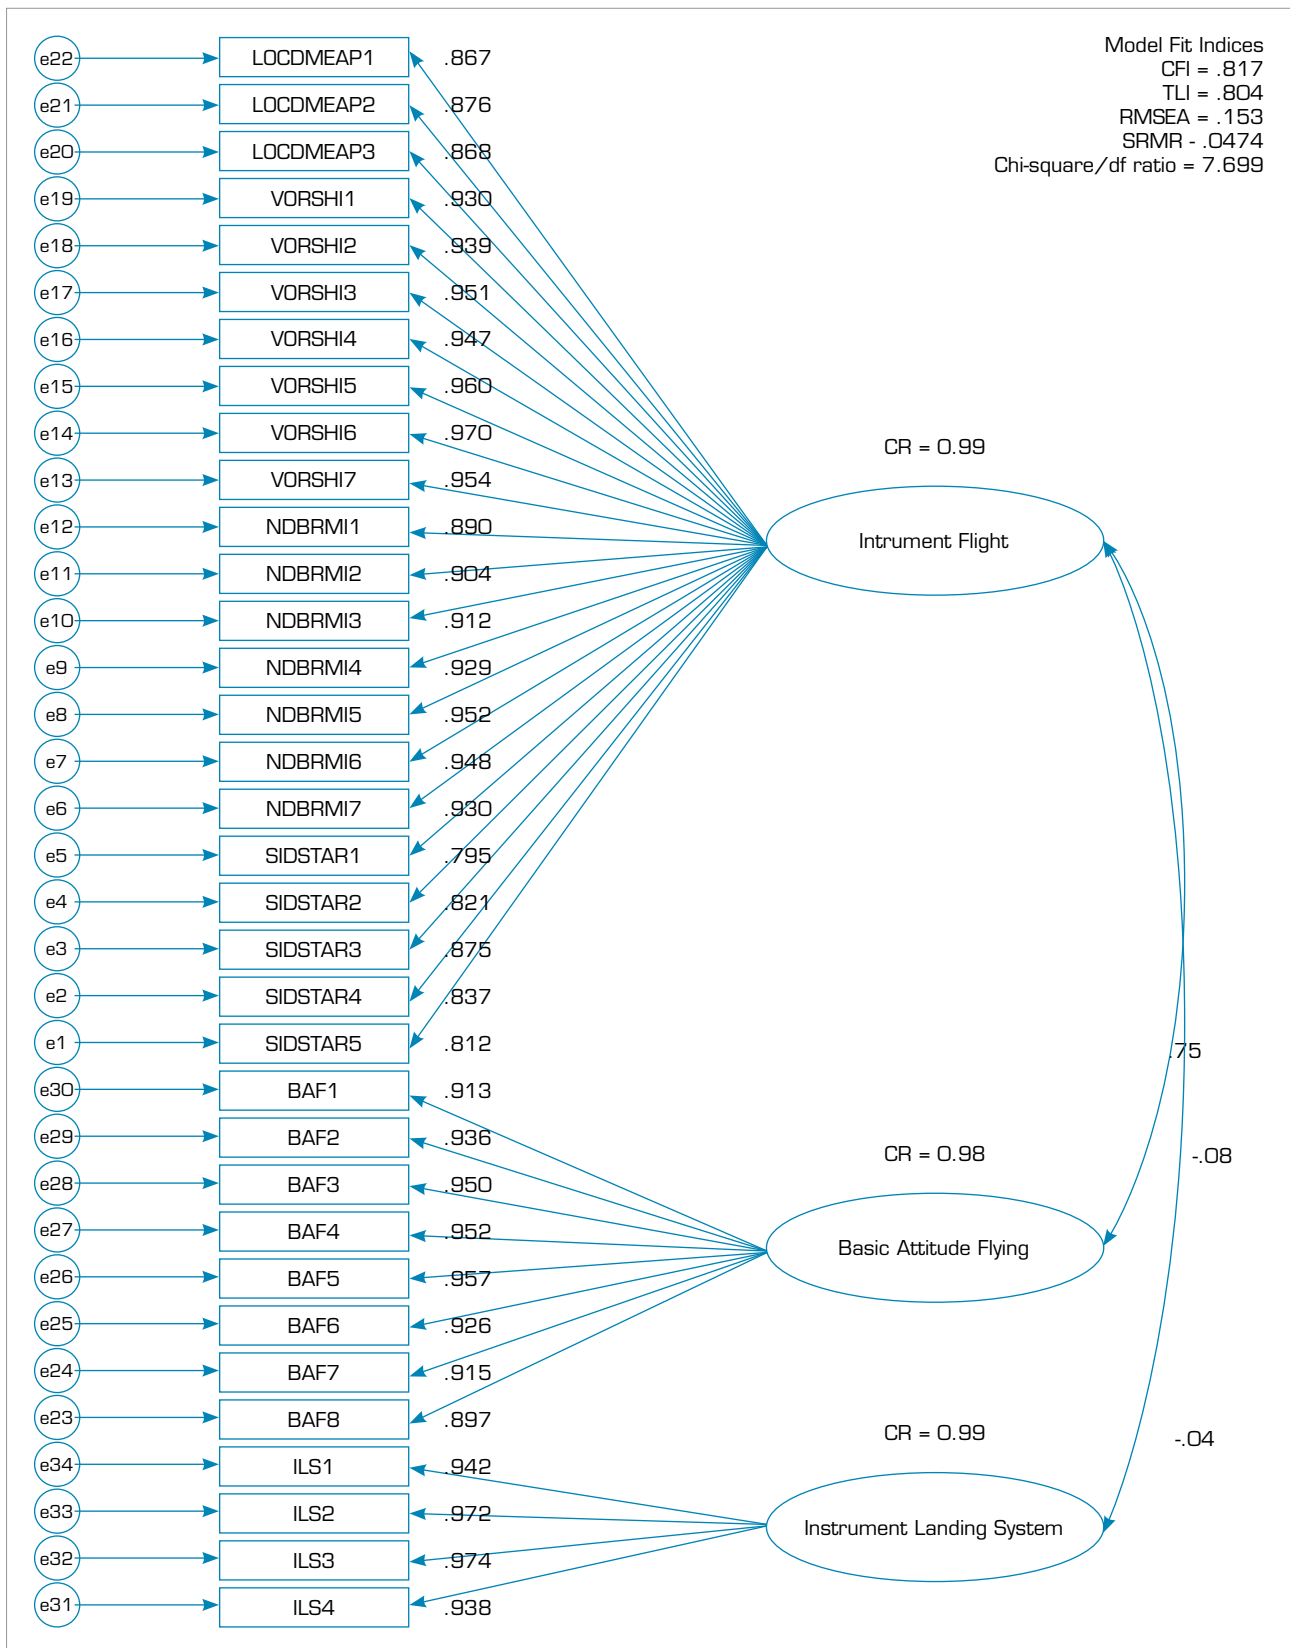 Model Fit Indices
CFI = .817
TLI = .804
RMSEA = .153
SRMR - .0474
Chi-square/df ratio = 7.699
e22 LOCDMEAP1 .867
e21 LOCDMEAP2 .876
e20 LOCDMEAP3 .868
e19 VORSHI1 .930
e18 VORSHI2 .939
e17 VORSHI3 .951
e16 VORSHI4 .947
e15 VORSHI5 .960
e14 VORSHI6 .970
CR = 0.99
e13 VORSHI7 .954
e12 NDBRMI1 .890
Intrument Flight
e11 NDBRMI2 .904
e10 NDBRMI3 .912
e9 NDBRMI4 .929
e8 NDBRMI5 .952
e7 NDBRMI6 .948
e6 NDBRMI7 .930
e5 SIDSTAR1 .795
e4 SIDSTAR2 .821
e3 SIDSTAR3 .875
e2 SIDSTAR4 .837
e1 SIDSTAR5 .812
.75
e30 BAF1 .913
e29 BAF2 .936
CR = 0.98
-.08
e28 BAF3 .950
e27 BAF4 .952
Basic Attitude Flying
e26 BAF5 .957
e25 BAF6 .926
e24 BAF7 .915
e23 BAF8 .897
CR = 0.99
-.04
e34 ILS1 .942
e33 ILS2 .972
Instrument Landing System
e32 ILS3 .974
e31 ILS4 .938